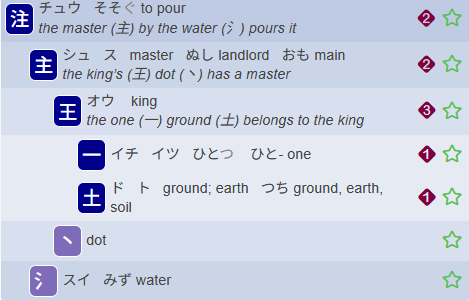 注 チュウ そそぐ to pour 2
the master (主) by the water (氵) pours it
主 シュ ス master ぬし landlord おも main 2
the king's (王) dot (丶) has a master
王 オウ king 3
the one (一) ground (土) belongs to the king
一 イチ イツ ひとつ ひと- one 1
土 ド ト ground; earth つち ground, earth, 1
soil
丶 dot
氵 スイ みず water